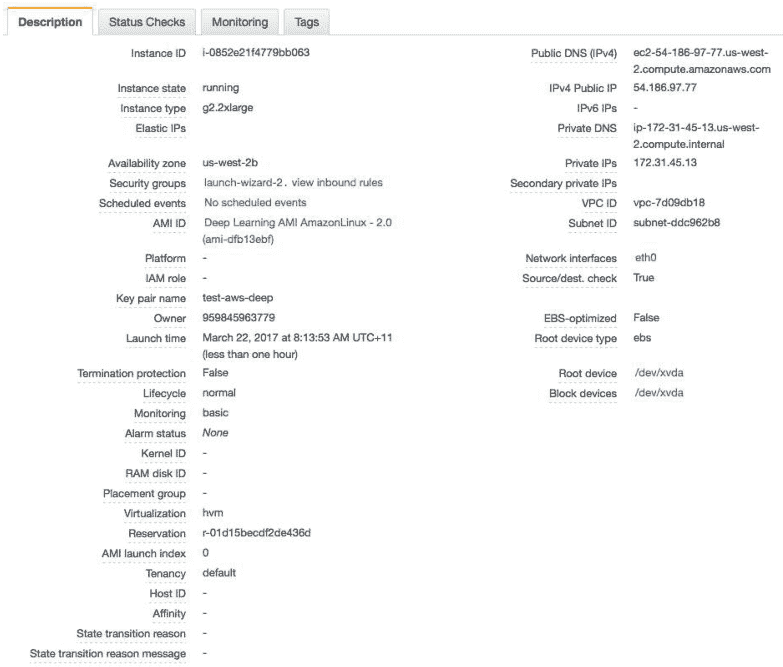 Description Status Checks Monitoring Tags
Instance ID i-0852e21f4779bb063 Public DNS (IPv4) ec2-54-186-97-77.us-west-
2.compute.amazonaws.com
Instance state running IPv4 Public IP 54.186.97.77
Instance type g2.2xlarge IPv6 IPs -
Elastic IPs Private DNS ip-172-31-45-13.us-west-
2.compute.internal
Availability zone us-west-2b Private IPs 172.31.45.13
Security groups launch-wizard-2. view inbound rules Secondary private IPs
Scheduled events No scheduled events VPC ID vpc-7d09db18
AMI ID Deep Learning AMI AmazonLinux - 2.0 Subnet ID subnet-ddc962b8
(ami-dfb13ebf)
Platform - Network interfaces eth0
IAM role - Source/dest. check True
Key pair name test-aws-deep
Owner 959845963779 EBS-optimized False
Launch time March 22, 2017 at 8:13:53 AM UTC+11 Root device type ebs
(less than one hour)
Termination protection False Root device /dev/xvda
Lifecycle normal Block devices /dev/xvda
Monitoring basic
Alarm status None
Kernel ID -
RAM disk ID -
Placement group -
Virtualization hvm
Reservation r-01d15becdf2de436d
AMI launch index 0
Tenancy default
Host ID -
Affinity -
State transition reason -
State transition reason message -